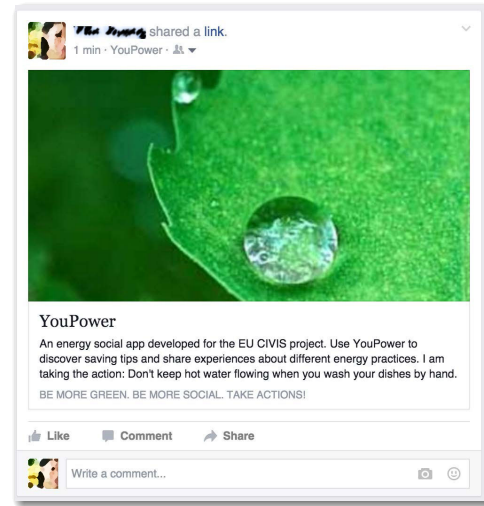 shared a link.
1 min · YouPower ·
YouPower
An energy social app developed for the EU CIVIS project. Use YouPower to
discover saving tips and share experiences about different energy practices. I am
taking the action: Don't keep hot water flowing when you wash your dishes by hand.
BE MORE GREEN. BE MORE SOCIAL. TAKE ACTIONS!
Like Comment Share
Write a comment...